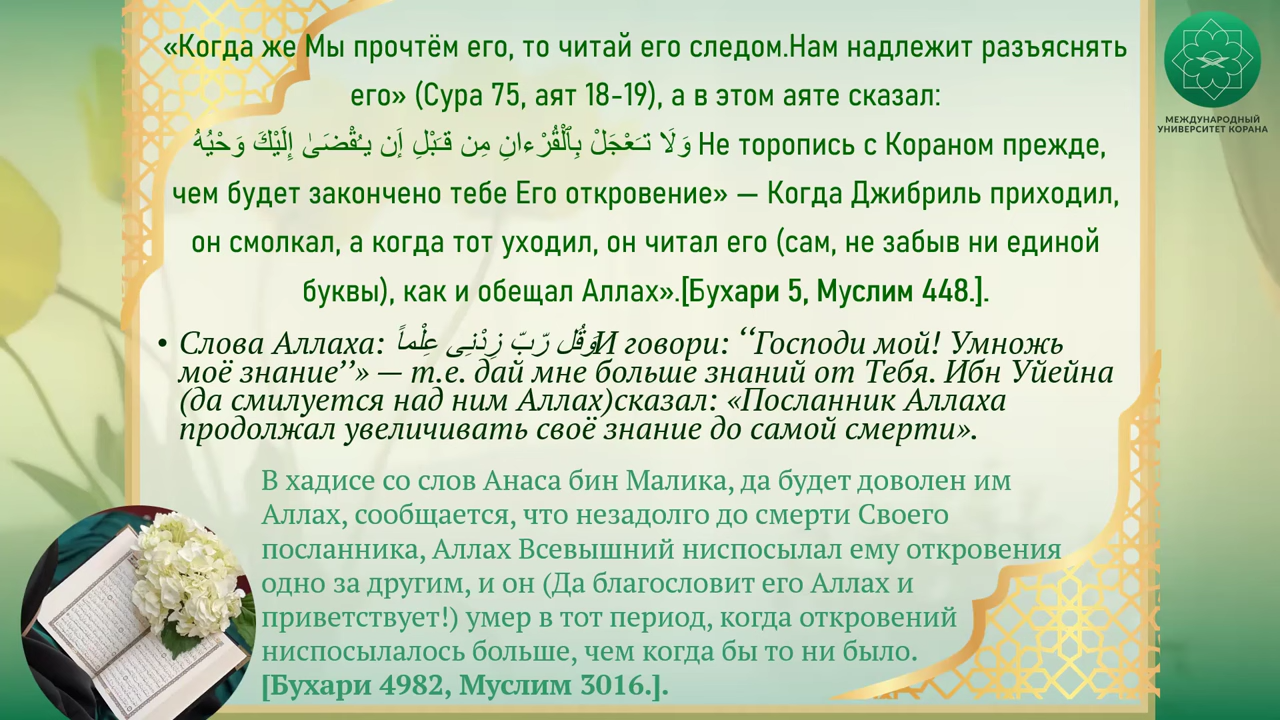 «Когда же Мы прочтём его, то читай его следом.Нам надлежит разъяснять
его» (Сура 75, аят 18-19), а в этом аяте сказал:
وَلَا تَعْجَلْ بِٱلْقُرْءانِ مِن قَبْلِ إَن يُقْضَىٰ إِلَيْكَ وَحْيُهُ Не торопись с Кораном прежде,
чем будет закончено тебе Его откровение» — Когда Джибриль приходил,
он смолкал, а когда тот уходил, он читал его (сам, не забыв ни единой
буквы), как и обещал Аллах».[Бухари 5, Муслим 448.].
• Слова Аллаха: وَقُل رّبّ زِدْنِى عِلْماً И говори: ‘‘Господи мой! Умножь
моё знание’’» — т.е. дай мне больше знаний от Тебя. Ибн Уйейна
(да смилуется над ним Аллах)сказал: «Посланник Аллаха
продолжал увеличивать своё знание до самой смерти».
В хадисе со слов Анаса бин Малика, да будет доволен им
Аллах, сообщается, что незадолго до смерти Своего
посланника, Аллах Всевышний ниспосылал ему откровения
одно за другим, и он (Да благословит его Аллах и
приветствует!) умер в тот период, когда откровений
ниспосылалось больше, чем когда бы то ни было.
[Бухари 4982, Муслим 3016.].
МЕЖДУНАРОДНЫЙ
УНИВЕРСИТЕТ КОРАНА